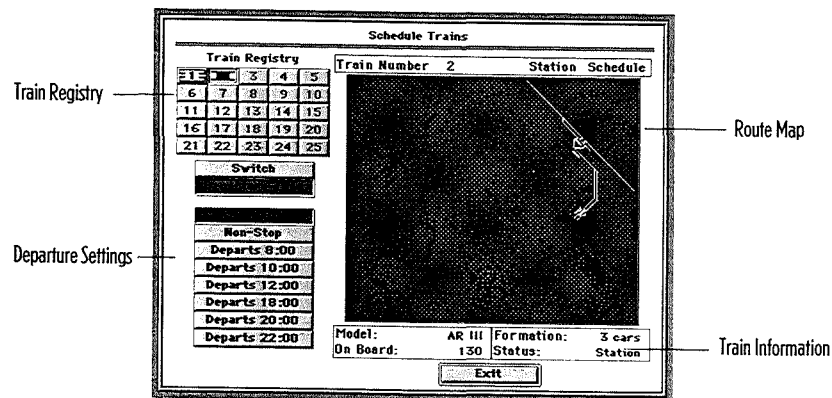 Schedule Trains
Train Registry
Train Number 2 Station Schedule
1 3 4 5
6 7 8 9 10
11 12 13 14 15
16 17 18 19 20
21 22 23 24 25
Switch
Non-Stop
Departs 8:00
Departs 10:00
Departs 12:00
Departs 18:00
Departs 20:00
Departs 22:00
Model: AR III Formation: 3 cars
On Board: 130 Status: Station
Exit
Train Registry
Departure Settings
Route Map
Train Information